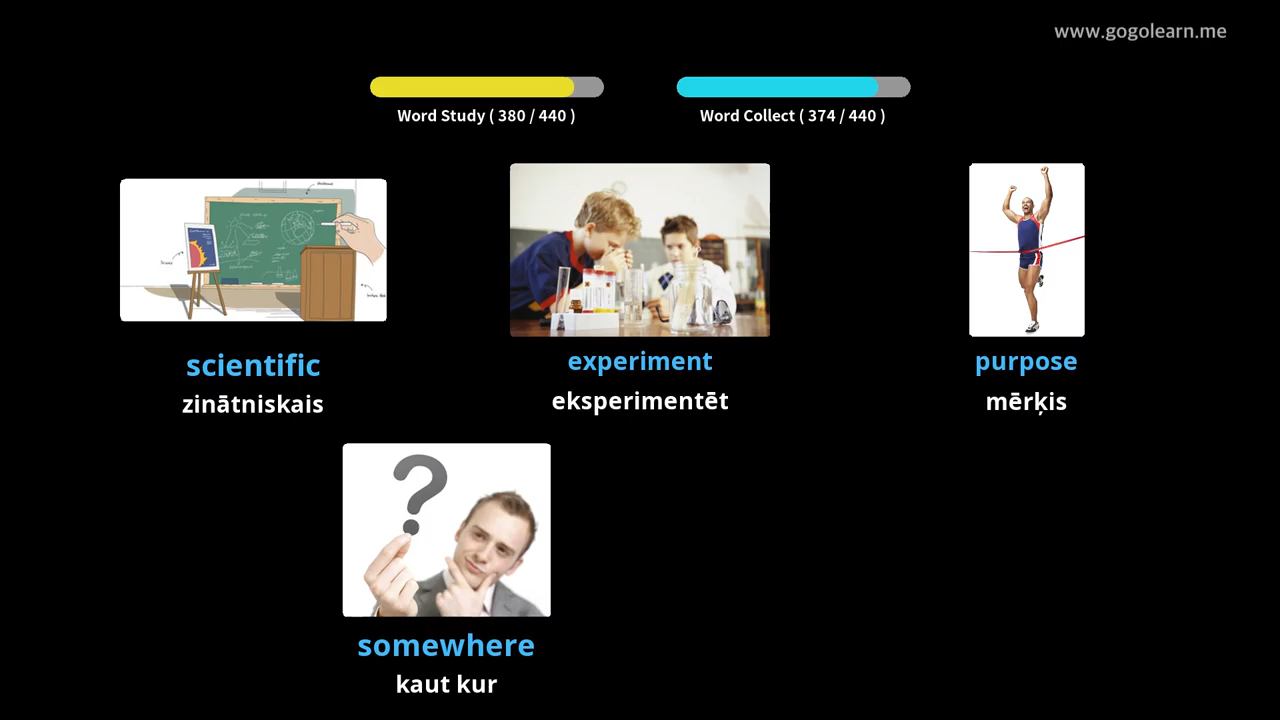 www.gogolearn.me
Word Study ( 380 / 440 )
Word Collect ( 374 / 440 )
scientific
zinātniskais
experiment
eksperimentēt
purpose
mērķis
somewhere
kaut kur